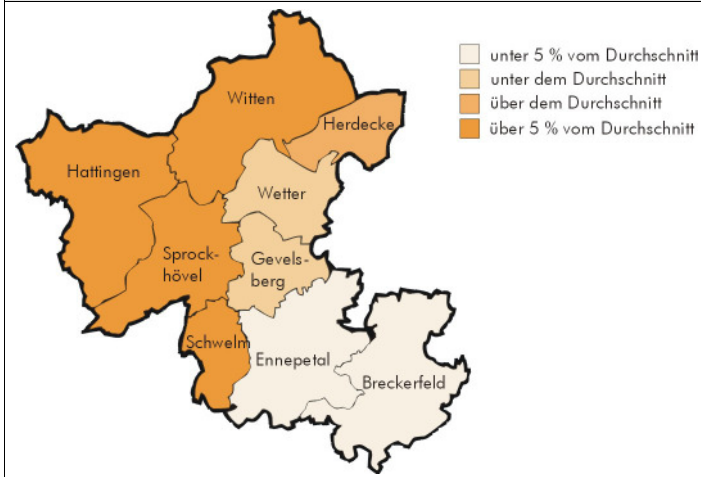 unter 5 % vom Durchschnitt
unter dem Durchschnitt
über dem Durchschnitt
über 5 % vom Durchschnitt
Witten
Herdecke
Hattingen
Wetter
Sprock-
hövel
Gevels-
berg
Schwelm
Ennepetal
Breckerfeld